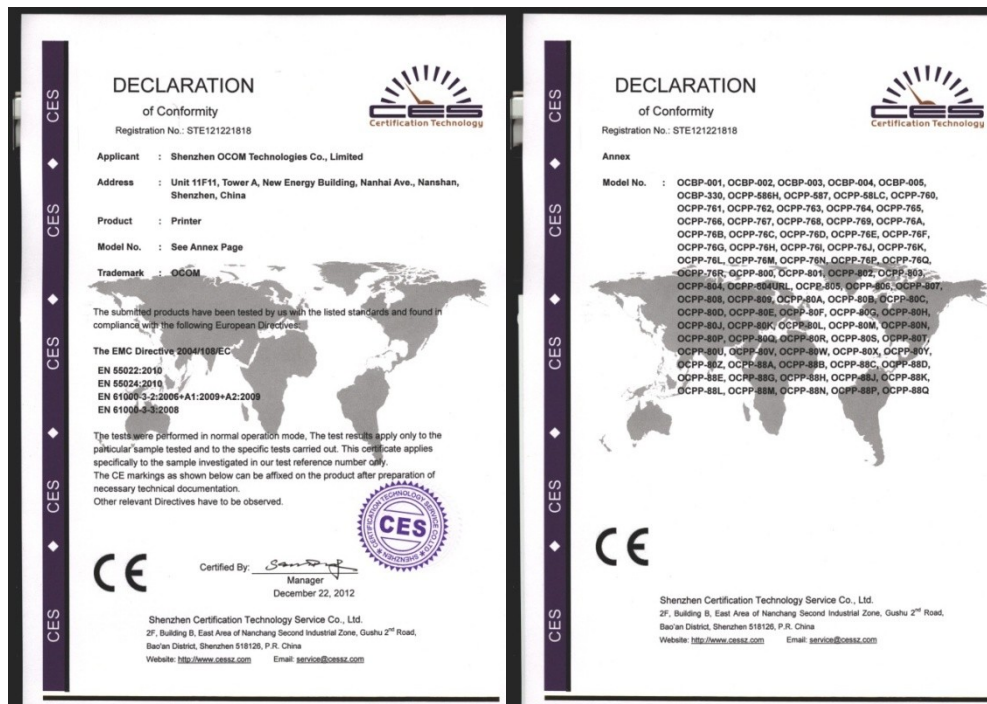 DECLARATION
of Conformity
Registration No.: STE121221818
CES
Certification Technology
Applicant : Shenzhen OCOM Technologies Co., Limited
Address : Unit 11F11, Tower A, New Energy Building, Nanhai Ave., Nanshan,
Shenzhen, China
Product : Printer
Model No. : See Annex Page
Trademark : OCOM
The submitted products have been tested by us with the listed standards and found in
compliance with the following European Directives:
The EMC Directive 2004/108/EC
EN 55022:2010
EN 55024:2010
EN 61000-3-2:2006+A1:2009+A2:2009
EN 61000-3-3:2008
The tests were performed in normal operation mode, The test results apply only to the
particular sample tested and to the specific tests carried out. This certificate applies
specifically to the sample investigated in our test reference number only.
The CE markings as shown below can be affixed on the product after preparation of
necessary technical documentation.
Other relevant Directives have to be observed.
CERTIFICATION TECHNOLOGY SERVICE CO LTD SHENZHEN
CES
CE
Certified By:
Manager
December 22, 2012
Shenzhen Certification Technology Service Co., Ltd.
2F, Building B, East Area of Nanchang Second Industrial Zone, Gushu 2nd Road,
Bao'an District, Shenzhen 518126, P.R. China
Website: http://www.cessz.com Email: service@cessz.com
CES
CES
CES
CES
CES
DECLARATION
of Conformity
Registration No.: STE121221818
CES
Certification Technology
Annex
Model No. : OCBP-001, OCBP-002, OCBP-003, OCBP-004, OCBP-005,
OCBP-330, OCPP-586H, OCPP-587, OCPP-58LC, OCPP-760,
OCPP-761, OCPP-762, OCPP-763, OCPP-764, OCPP-765,
OCPP-766, OCPP-767, OCPP-768, OCPP-769, OCPP-76A,
OCPP-76B, OCPP-76C, OCPP-76D, OCPP-76E, OCPP-76F,
OCPP-76G, OCPP-76H, OCPP-76I, OCPP-76J, OCPP-76K,
OCPP-76L, OCPP-76M, OCPP-76N, OCPP-76P, OCPP-76Q,
OCPP-76R, OCPP-800, OCPP-801, OCPP-802, OCPP-803,
OCPP-804, OCPP-804URL, OCPP-805, OCPP-806, OCPP-807,
OCPP-808, OCPP-809, OCPP-80A, OCPP-80B, OCPP-80C,
OCPP-80D, OCPP-80E, OCPP-80F, OCPP-80G, OCPP-80H,
OCPP-80J, OCPP-80K, OCPP-80L, OCPP-80M, OCPP-80N,
OCPP-80P, OCPP-80Q, OCPP-80R, OCPP-80S, OCPP-80T,
OCPP-80U, OCPP-80V, OCPP-80W, OCPP-80X, OCPP-80Y,
OCPP-80Z, OCPP-88A, OCPP-88B, OCPP-88C, OCPP-88D,
OCPP-88E, OCPP-88G, OCPP-88H, OCPP-88J, OCPP-88K,
OCPP-88L, OCPP-88M, OCPP-88N, OCPP-88P, OCPP-88Q
CE
Shenzhen Certification Technology Service Co., Ltd.
2F, Building B, East Area of Nanchang Second Industrial Zone, Gushu 2nd Road,
Bao'an District, Shenzhen 518126, P.R. China
Website: http://www.cessz.com Email: service@cessz.com
CES
CES
CES
CES
CES